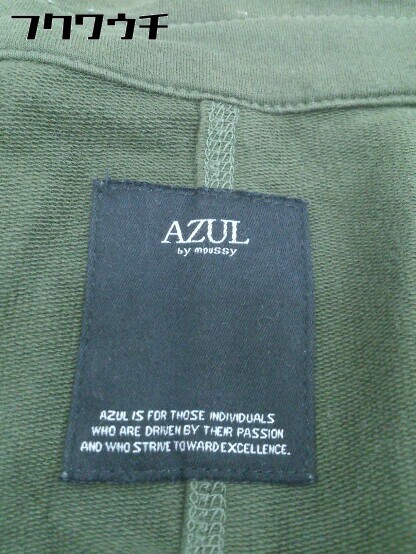 フクワウチ
AZUL
by moussy
AZUL IS FOR THOSE INDIVIDUALS
WHO ARE DRIVEN BY THEIR PASSION
AND WHO STRIVE TOWARD EXCELLENCE.